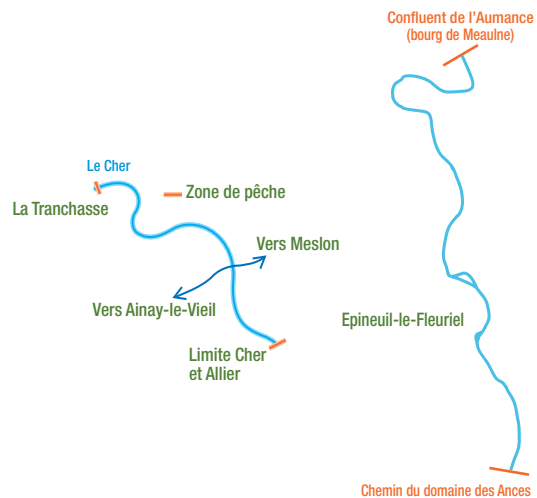 Confluent de l'Aumance
(bourg de Meaulne)
Le Cher
Zone de pêche
La Tranchasse
Vers Meslon
Vers Ainay-le-Vieil
Epineuil-le-Fleuriel
Limite Cher
et Allier
Chemin du domaine des Ances